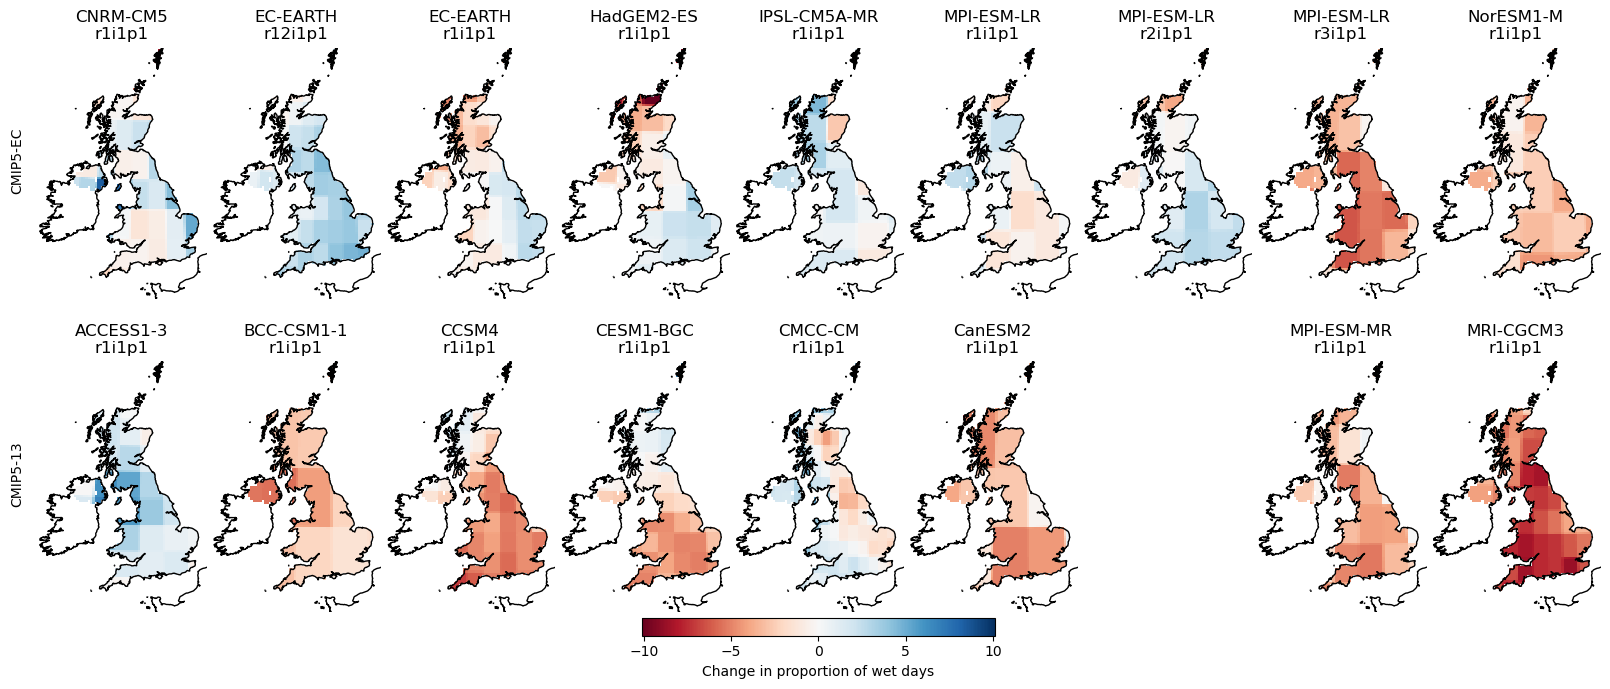 CNRM-CM5
r1i1p1
EC-EARTH
r12i1p1
EC-EARTH
r1i1p1
HadGEM2-ES
r1i1p1
IPSL-CM5A-MR
r1i1p1
MPI-ESM-LR
r1i1p1
MPI-ESM-LR
r2i1p1
MPI-ESM-LR
r3i1p1
NorESM1-M
r1i1p1
CMIP5-EC
ACCESS1-3
r1i1p1
BCC-CSM1-1
r1i1p1
CCSM4
r1i1p1
CESM1-BGC
r1i1p1
CMCC-CM
r1i1p1
CanESM2
r1i1p1
MPI-ESM-MR
r1i1p1
MRI-CGCM3
r1i1p1
CMIP5-13
−10 −5 0 5 10
Change in proportion of wet days